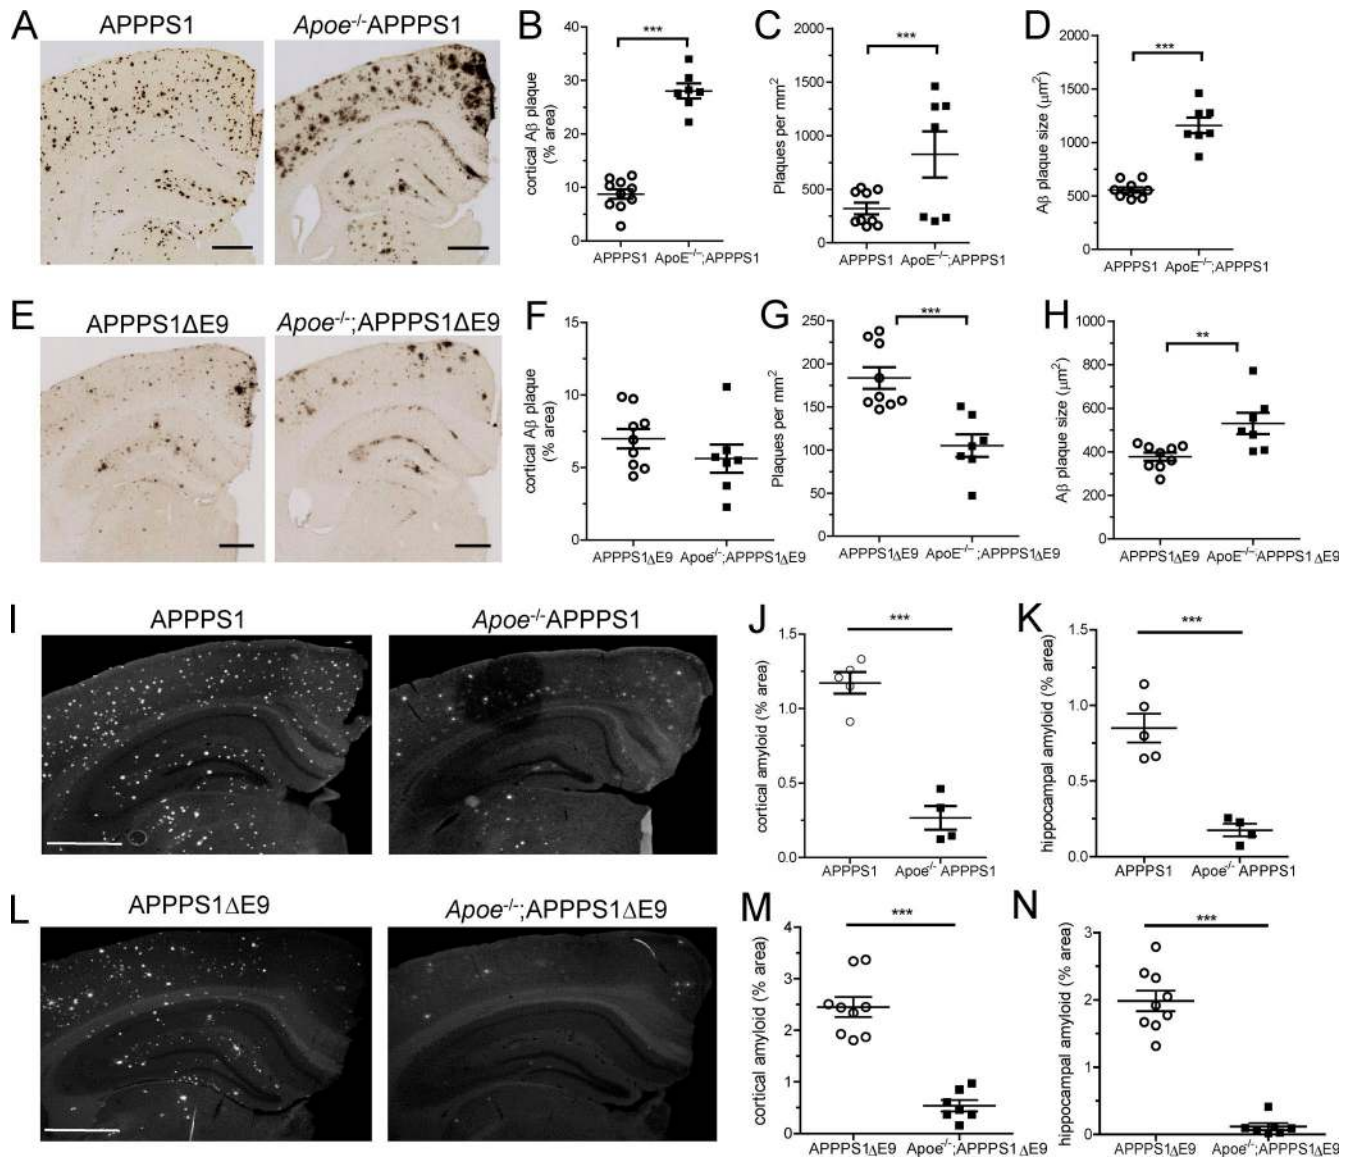 A
APPPS1
Apoe-/-APPPS1
B
cortical Aβ plaque
(% area)
40
30
20
10
0
***
APPPS1
ApoE-/-;APPPS1
C
Plaques per mm2
2000
1500
1000
500
0
***
APPPS1
ApoE-/-;APPPS1
D
Aβ plaque size (μm2)
2000
1500
1000
500
0
***
APPPS1
ApoE-/-;APPPS1
E
APPPS1ΔE9
Apoe-/-;APPPS1ΔE9
F
cortical Aβ plaque
(% area)
15
10
5
0
APPPS1ΔE9
Apoe-/-;APPPS1ΔE9
G
Plaques per mm2
250
200
150
100
50
0
***
APPPS1ΔE9
ApoE-/-;APPPS1ΔE9
H
Aβ plaque size (μm2)
1000
800
600
400
200
0
**
APPPS1ΔE9
ApoE-/-;APPPS1ΔE9
I
APPPS1
Apoe-/-APPPS1
J
cortical amyloid (% area)
1.5
1.0
0.5
0.0
***
APPPS1
Apoe-/- APPPS1
K
hippocampal amyloid (% area)
1.5
1.0
0.5
0.0
***
APPPS1
Apoe-/- APPPS1
L
APPPS1ΔE9
Apoe-/-;APPPS1ΔE9
M
cortical amyloid (% area)
4
3
2
1
0
***
APPPS1ΔE9
Apoe-/-;APPPS1ΔE9
N
hippocampal amyloid (% area)
3
2
1
0
***
APPPS1ΔE9
Apoe-/-;APPPS1ΔE9